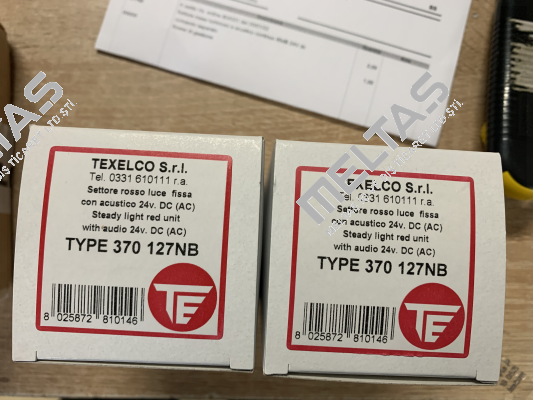 TEXELCO S.r.l.
Tel. 0331 610111 r.a.
Settore rosso luce fissa
con acustico 24v. DC (AC)
Steady light red unit
with audio 24v. DC (AC)
TYPE 370 127NB
TE
8 025872 810146
TEXELCO S.r.l.
Tel. 0331 610111 r.a.
Settore rosso luce fissa
con acustico 24v. DC (AC)
Steady light red unit
with audio 24v. DC (AC)
TYPE 370 127NB
TE
8 025872 810146
MELTAS